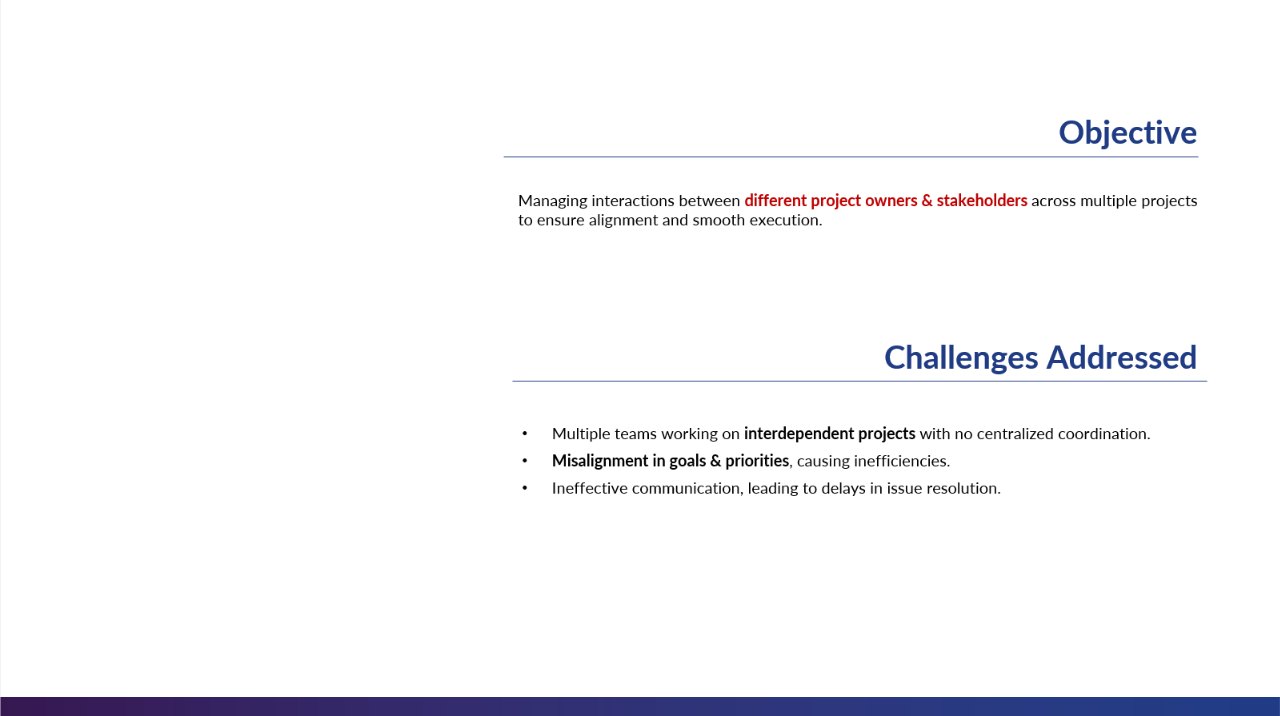 Objective
Managing interactions between different project owners & stakeholders across multiple projects
to ensure alignment and smooth execution.
Challenges Addressed
• Multiple teams working on interdependent projects with no centralized coordination.
• Misalignment in goals & priorities, causing inefficiencies.
• Ineffective communication, leading to delays in issue resolution.